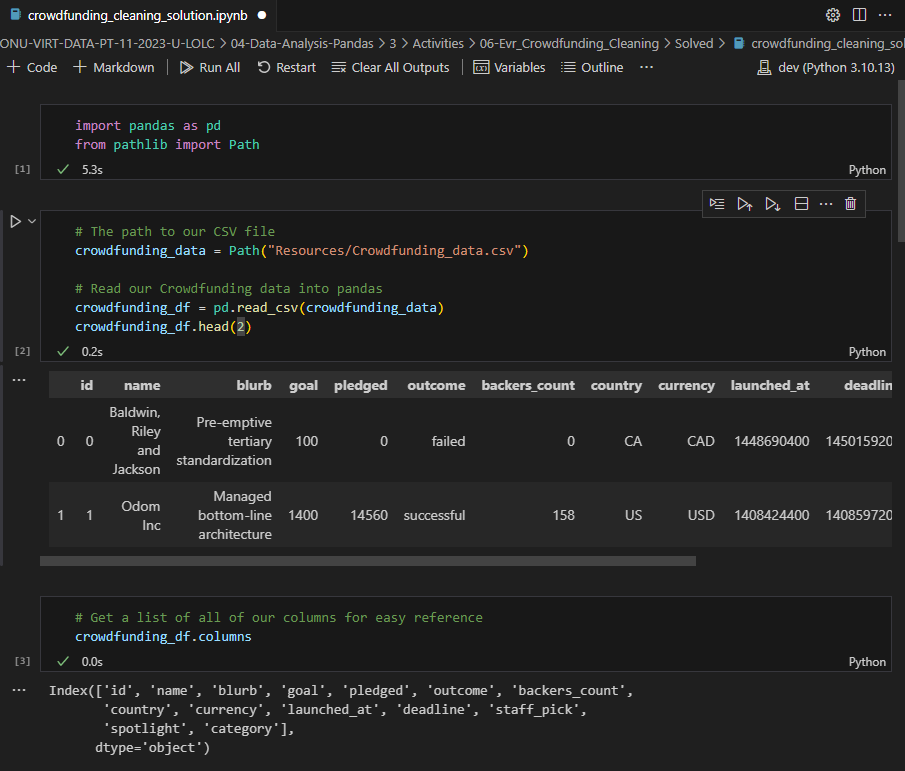 crowdfunding_cleaning_solution.ipynb
ONU-VIRT-DATA-PT-11-2023-U-LOLC > 04-Data-Analysis-Pandas > 3 > Activities > 06-Evr_Crowdfunding_Cleaning > Solved > crowdfunding_cleaning_sol
+ Code + Markdown | Run All Restart Clear All Outputs | Variables Outline ··· dev (Python 3.10.13)
import pandas as pd
from pathlib import Path
[1] ✓ 5.3s Python
# The path to our CSV file
crowdfunding_data = Path("Resources/Crowdfunding_data.csv")
# Read our Crowdfunding data into pandas
crowdfunding_df = pd.read_csv(crowdfunding_data)
crowdfunding_df.head(2)
[2] ✓ 0.2s Python
id name blurb goal pledged outcome backers_count country currency launched_at deadlin
Baldwin,
Riley
and
Jackson
Pre-emptive
tertiary
standardization
0 0 100 0 failed 0 CA CAD 1448690400 145015920
Odom
Inc
Managed
bottom-line
architecture
1 1 1400 14560 successful 158 US USD 1408424400 140859720
# Get a list of all of our columns for easy reference
crowdfunding_df.columns
[3] ✓ 0.0s Python
Index(['id', 'name', 'blurb', 'goal', 'pledged', 'outcome', 'backers_count',
'country', 'currency', 'launched_at', 'deadline', 'staff_pick',
'spotlight', 'category'],
dtype='object')